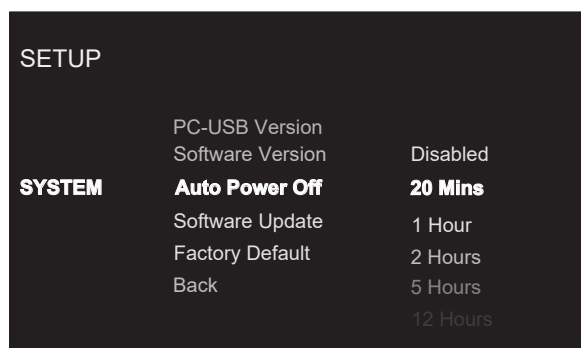 SETUP
PC-USB Version
Software Version Disabled
SYSTEM Auto Power Off 20 Mins
Software Update 1 Hour
Factory Default 2 Hours
Back 5 Hours
12 Hours